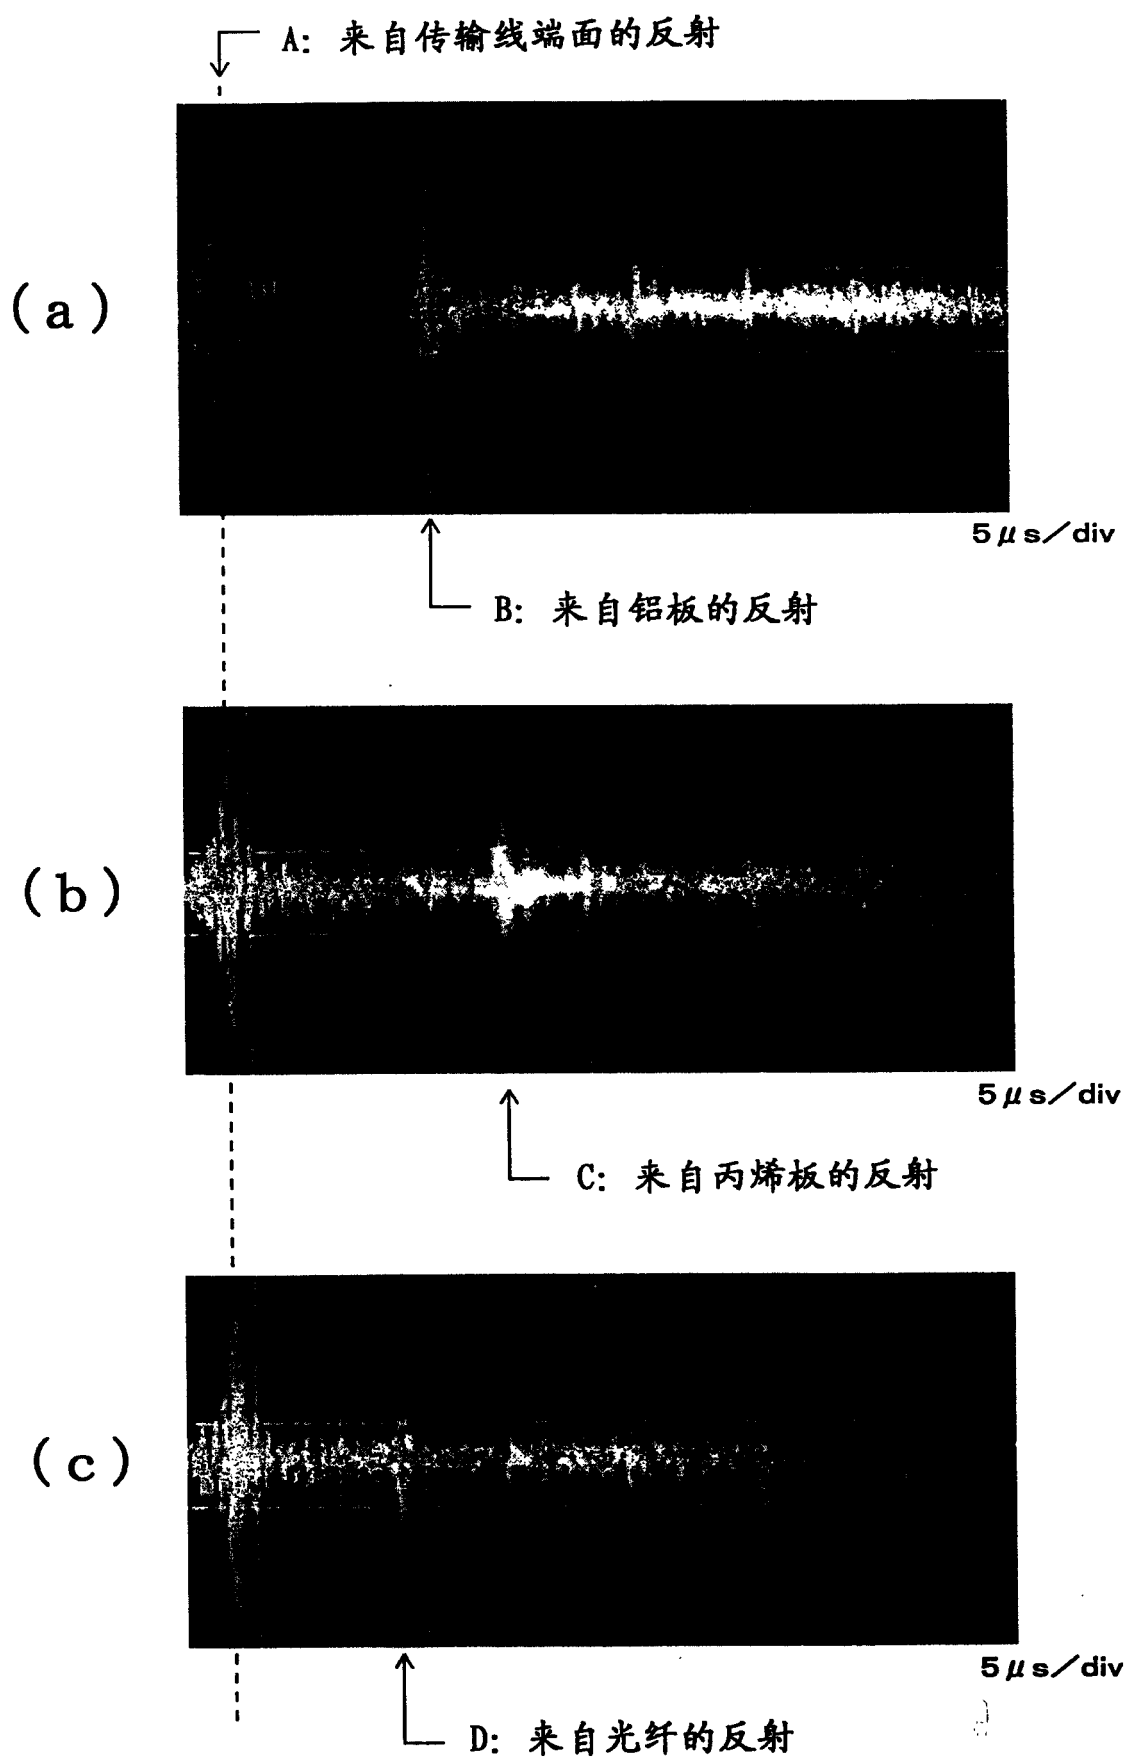 A: 来自传输线端面的反射
(a)
5μs/div
B: 来自铝板的反射
(b)
5μs/div
C: 来自丙烯板的反射
(c)
5μs/div
D: 来自光纤的反射